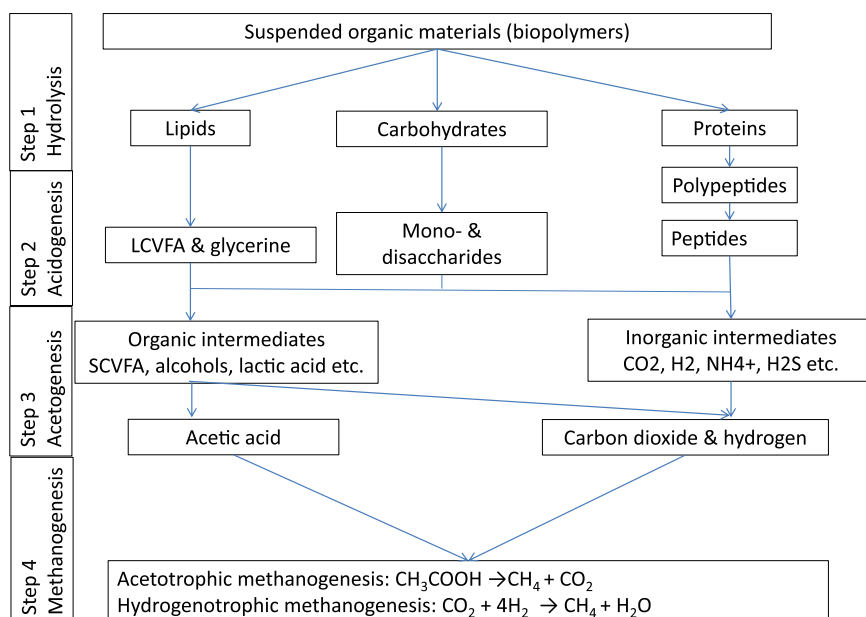 Suspended organic materials (biopolymers)
Step 1
Hydrolysis
Lipids
Carbohydrates
Proteins
Polypeptides
Step 2
Acidogenesis
LCVFA & glycerine
Mono- &
disaccharides
Peptides
Step 3
Acetogenesis
Organic intermediates
SCVFA, alcohols, lactic acid etc.
Inorganic intermediates
CO2, H2, NH4+, H2S etc.
Acetic acid
Carbon dioxide & hydrogen
Step 4
Methanogenesis
Acetotrophic methanogenesis: CH₃COOH →CH₄ + CO₂
Hydrogenotrophic methanogenesis: CO₂ + 4H₂ → CH₄ + H₂O